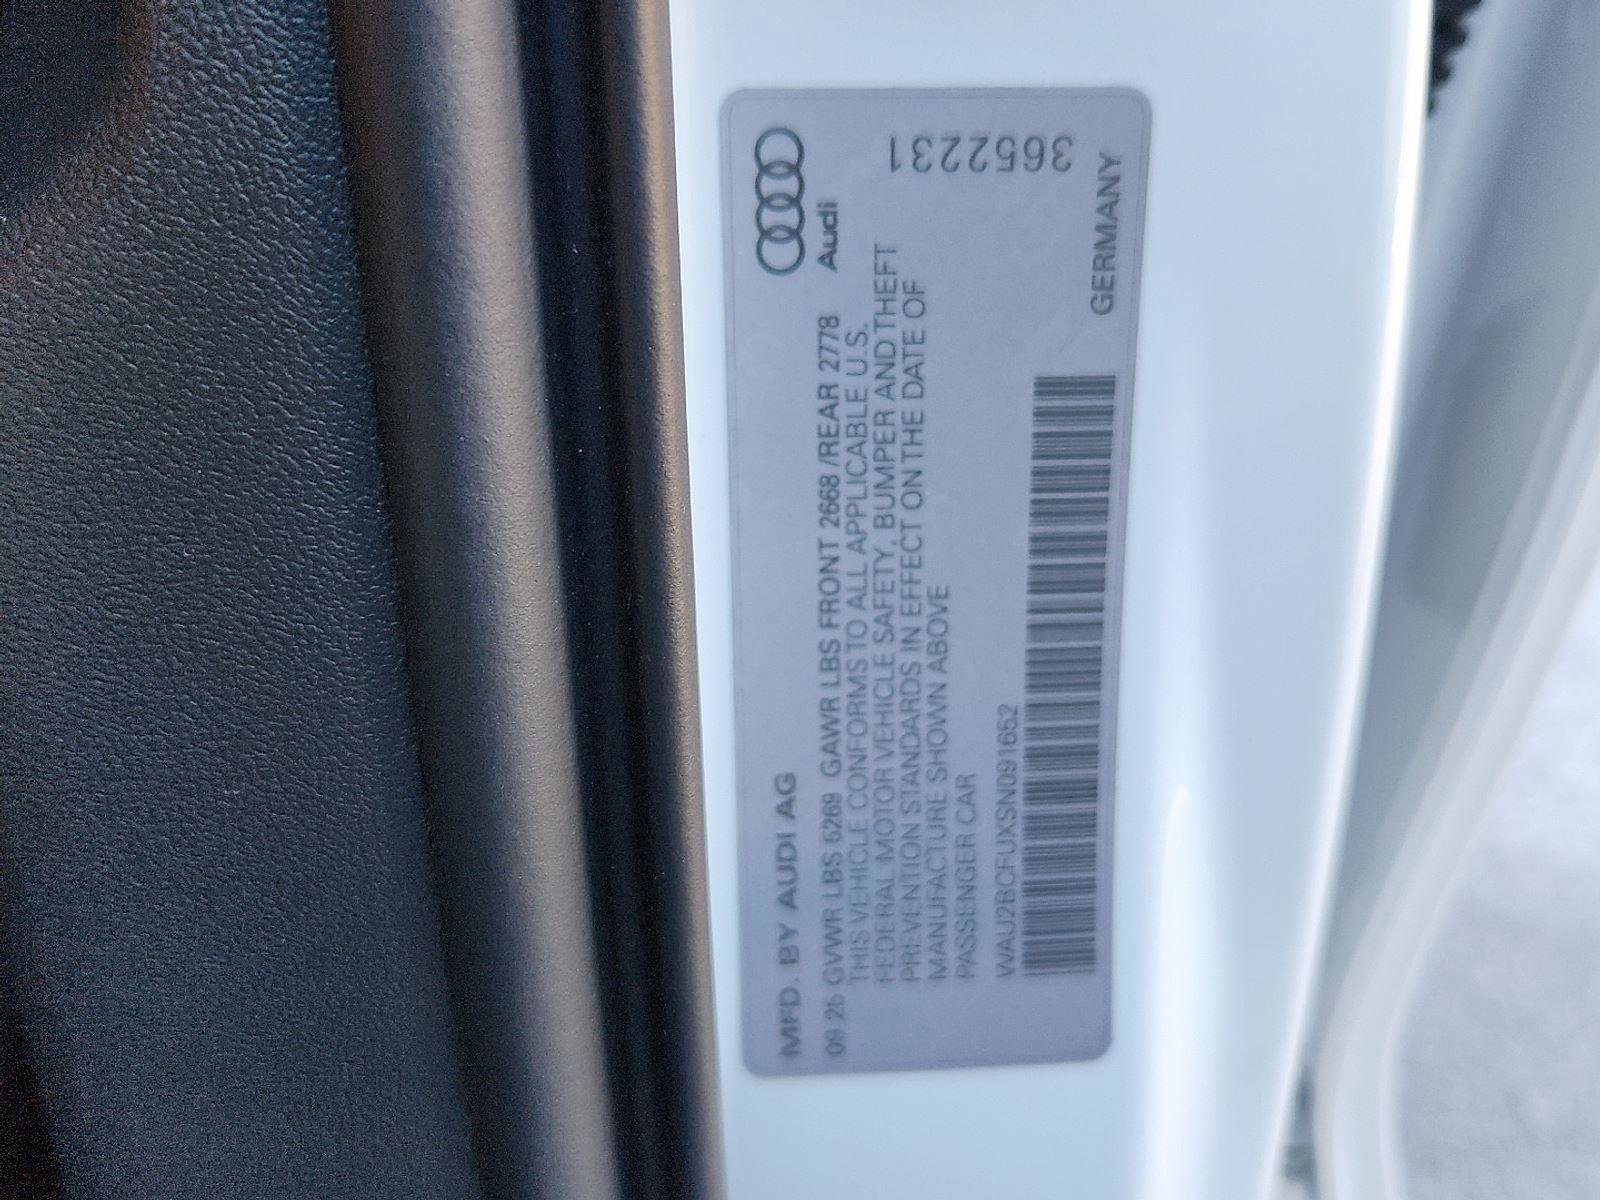 MFD. BY AUDI AG
09 25 GVWR LBS 5269 GAWR LBS FRONT 2668 /REAR 2778
THIS VEHICLE CONFORMS TO ALL APPLICABLE U.S.
FEDERAL MOTOR VEHICLE SAFETY, BUMPER AND THEFT
PREVENTION STANDARDS IN EFFECT ON THE DATE OF
MANUFACTURE SHOWN ABOVE
PASSENGER CAR
WAU2BCFUXSN091652
GERMANY
Audi
3652231